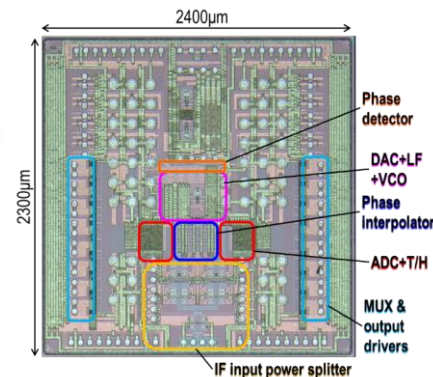 2400μm
2300μm
Phase
detector
DAC+LF
+VCO
Phase
interpolator
ADC+T/H
MUX &
output
drivers
IF input power splitter